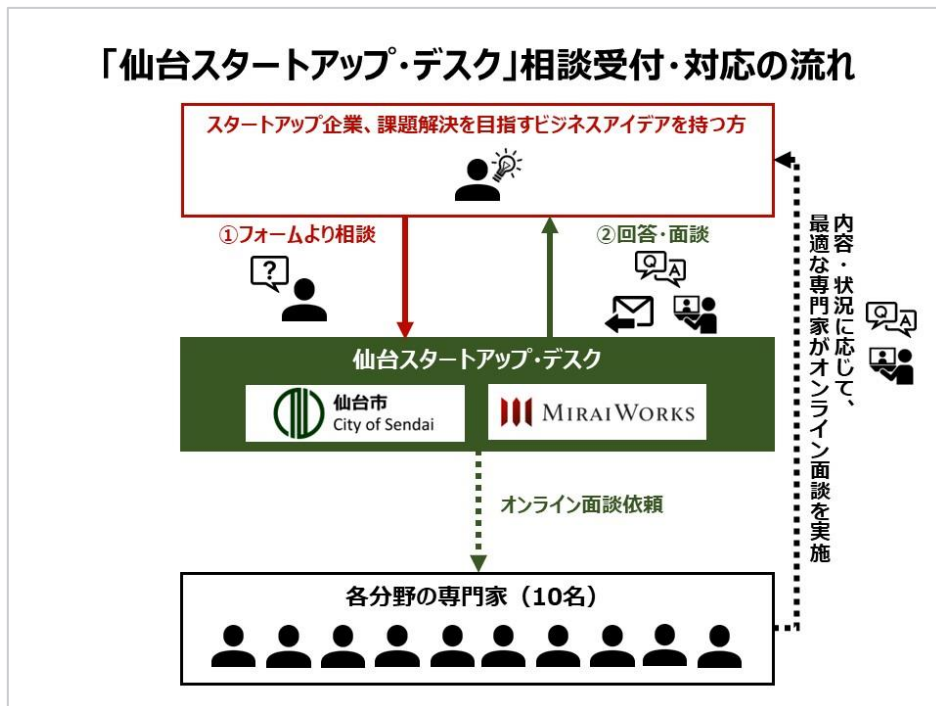 「仙台スタートアップ・デスク」相談受付・対応の流れ
スタートアップ企業、課題解決を目指すビジネスアイデアを持つ方
①フォームより相談
②回答・面談
?
Q A
仙台スタートアップ・デスク
仙台市
City of Sendai
MIRAIWORKS
オンライン面談依頼
各分野の専門家（10名）
内容・状況に応じて、
最適な専門家がオンライン面談を実施
Q A